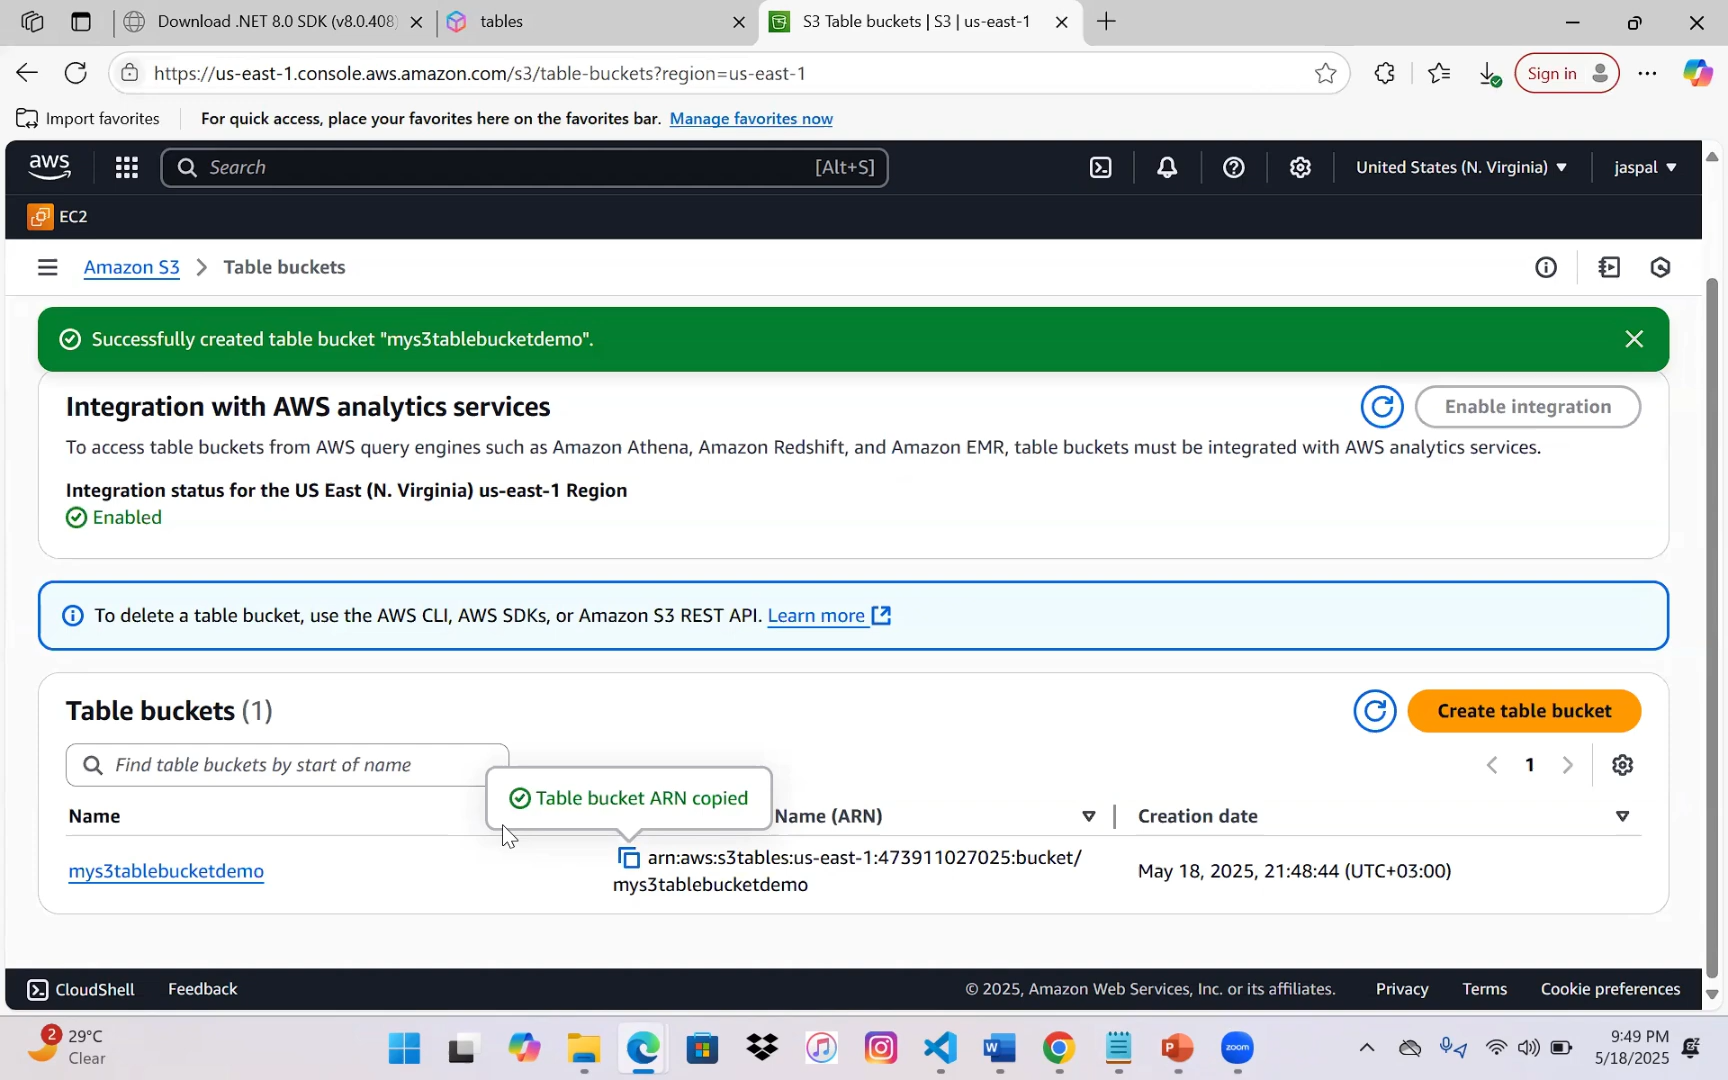 Download .NET 8.0 SDK (v8.0.408)
tables
S3 Table buckets | S3 | us-east-1
https://us-east-1.console.aws.amazon.com/s3/table-buckets?region=us-east-1
Sign in
Import favorites
For quick access, place your favorites here on the favorites bar. Manage favorites now
aws
Search
[Alt+S]
United States (N. Virginia)
jaspal
EC2
Amazon S3
Table buckets
Successfully created table bucket "mys3tablebucketdemo".
Integration with AWS analytics services
Enable integration
To access table buckets from AWS query engines such as Amazon Athena, Amazon Redshift, and Amazon EMR, table buckets must be integrated with AWS analytics services.
Integration status for the US East (N. Virginia) us-east-1 Region
Enabled
To delete a table bucket, use the AWS CLI, AWS SDKs, or Amazon S3 REST API. Learn more
Table buckets (1)
Create table bucket
Find table buckets by start of name
1
Table bucket ARN copied
Name
Name (ARN)
Creation date
mys3tablebucketdemo
arn:aws:s3tables:us-east-1:473911027025:bucket/
mys3tablebucketdemo
May 18, 2025, 21:48:44 (UTC+03:00)
CloudShell
Feedback
© 2025, Amazon Web Services, Inc. or its affiliates.
Privacy
Terms
Cookie preferences
2
29°C
Clear
zoom
9:49 PM
5/18/2025